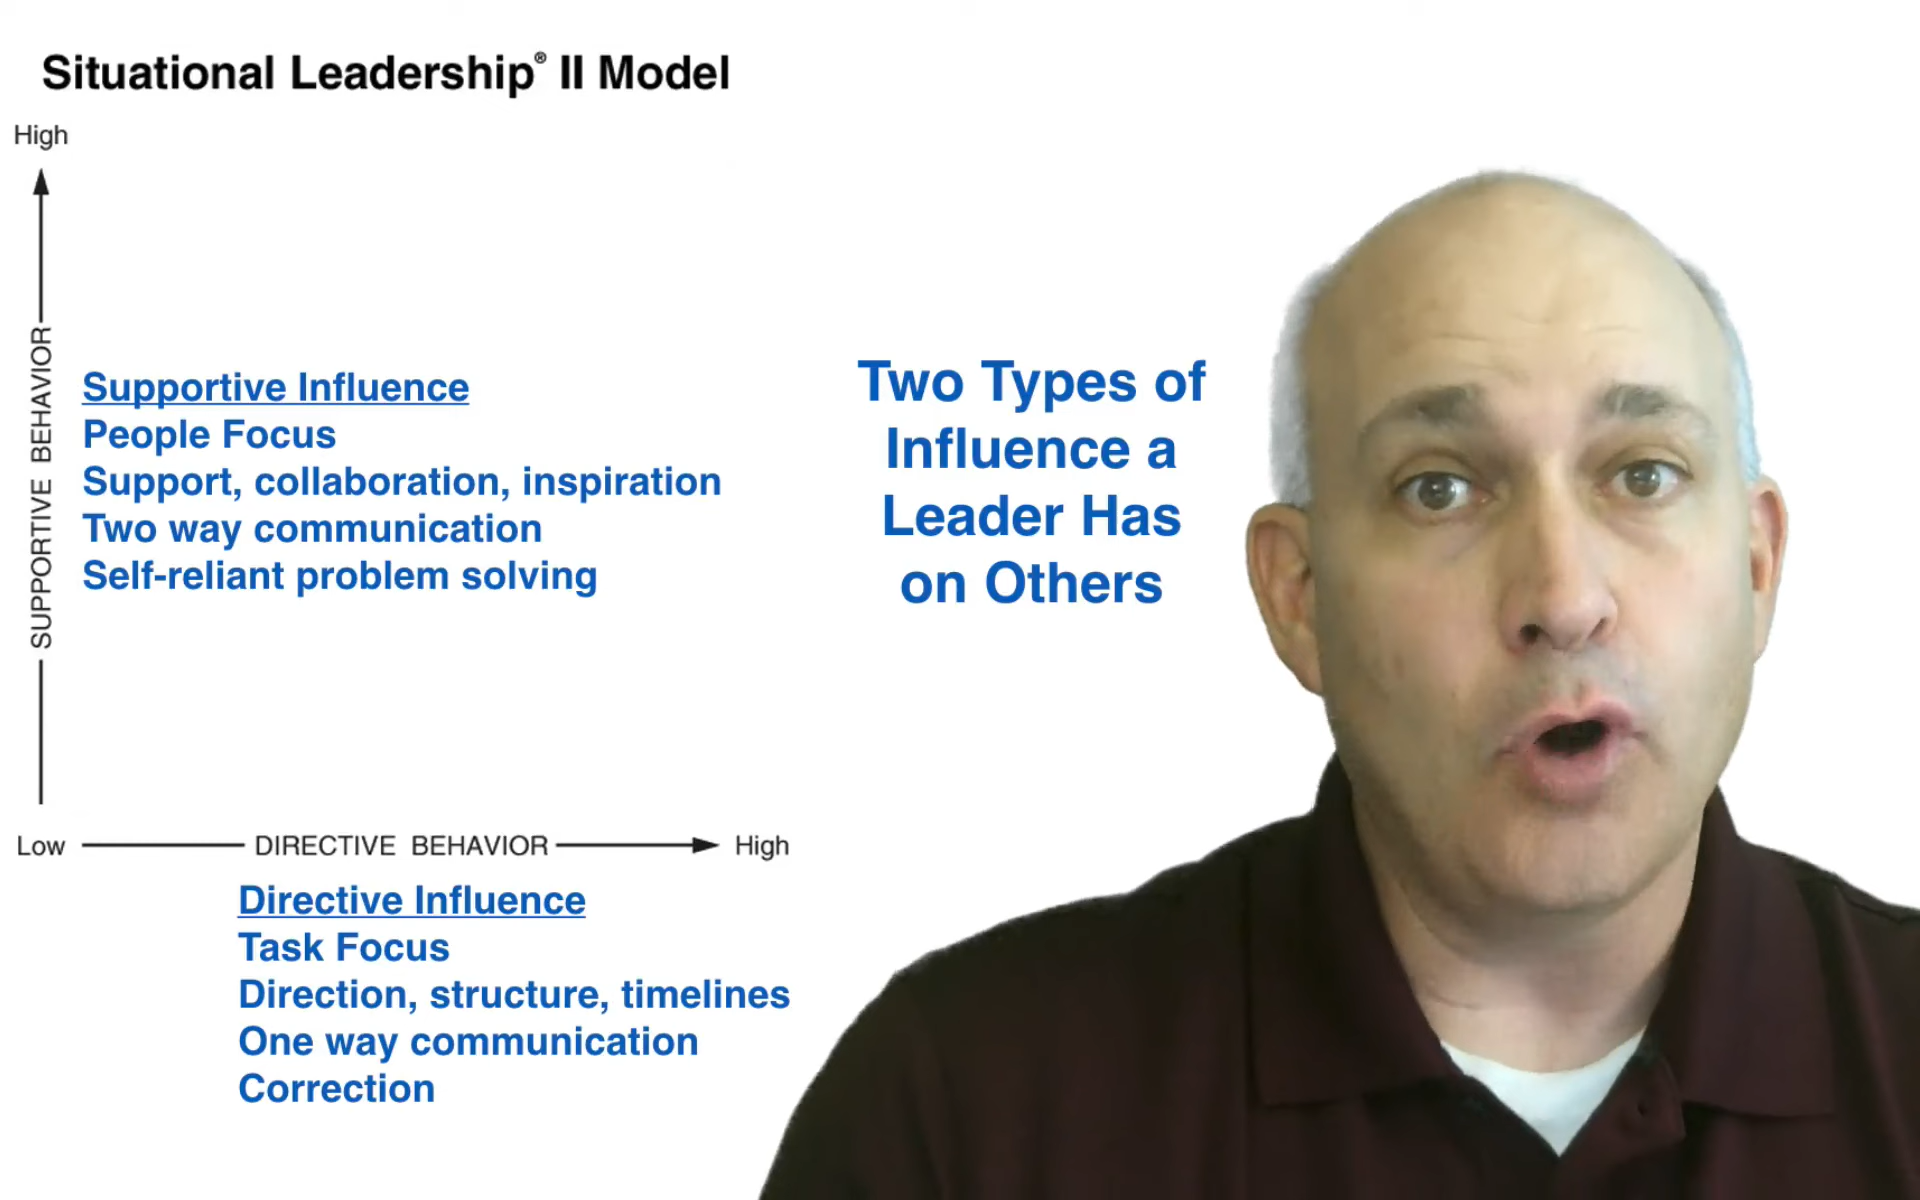 Situational Leadership® II Model
High
SUPPORTIVE BEHAVIOR
Supportive Influence
People Focus
Support, collaboration, inspiration
Two way communication
Self-reliant problem solving
Two Types of
Influence a
Leader Has
on Others
Low
DIRECTIVE BEHAVIOR
High
Directive Influence
Task Focus
Direction, structure, timelines
One way communication
Correction